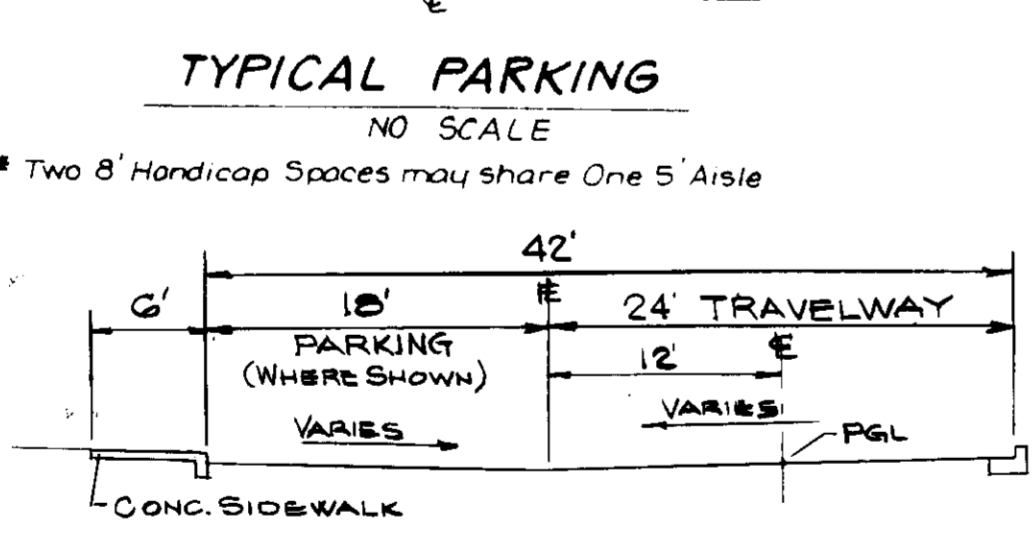 ℄
TYPICAL PARKING
NO SCALE
* Two 8' Handicap Spaces may share One 5' Aisle
42'
6'
18'
24' TRAVELWAY
PARKING
(WHERE SHOWN)
12'
℄
VARIES
VARIES
PGL
CONC. SIDEWALK